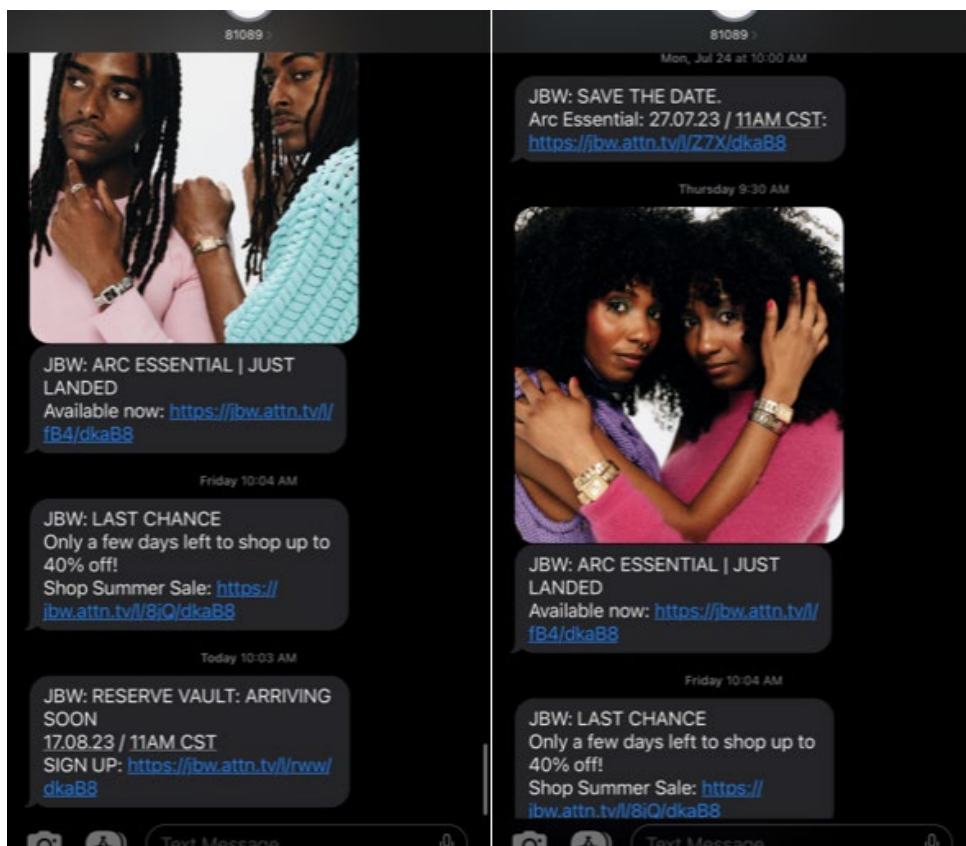 81089 >
JBW: ARC ESSENTIAL | JUST
LANDED
Available now: https://jbw.attn.tv/l/
fB4/dkaB8
Friday 10:04 AM
JBW: LAST CHANCE
Only a few days left to shop up to
40% off!
Shop Summer Sale: https://
jbw.attn.tv/l/8jQ/dkaB8
Today 10:03 AM
JBW: RESERVE VAULT: ARRIVING
SOON
17.08.23 / 11AM CST
SIGN UP: https://jbw.attn.tv/l/rww/
dkaB8
Text Message
81089 >
Mon, Jul 24 at 10:00 AM
JBW: SAVE THE DATE.
Arc Essential: 27.07.23 / 11AM CST:
https://jbw.attn.tv/l/Z7X/dkaB8
Thursday 9:30 AM
JBW: ARC ESSENTIAL | JUST
LANDED
Available now: https://jbw.attn.tv/l/
fB4/dkaB8
Friday 10:04 AM
JBW: LAST CHANCE
Only a few days left to shop up to
40% off!
Shop Summer Sale: https://
jbw.attn.tv/l/8jQ/dkaB8
Text Message